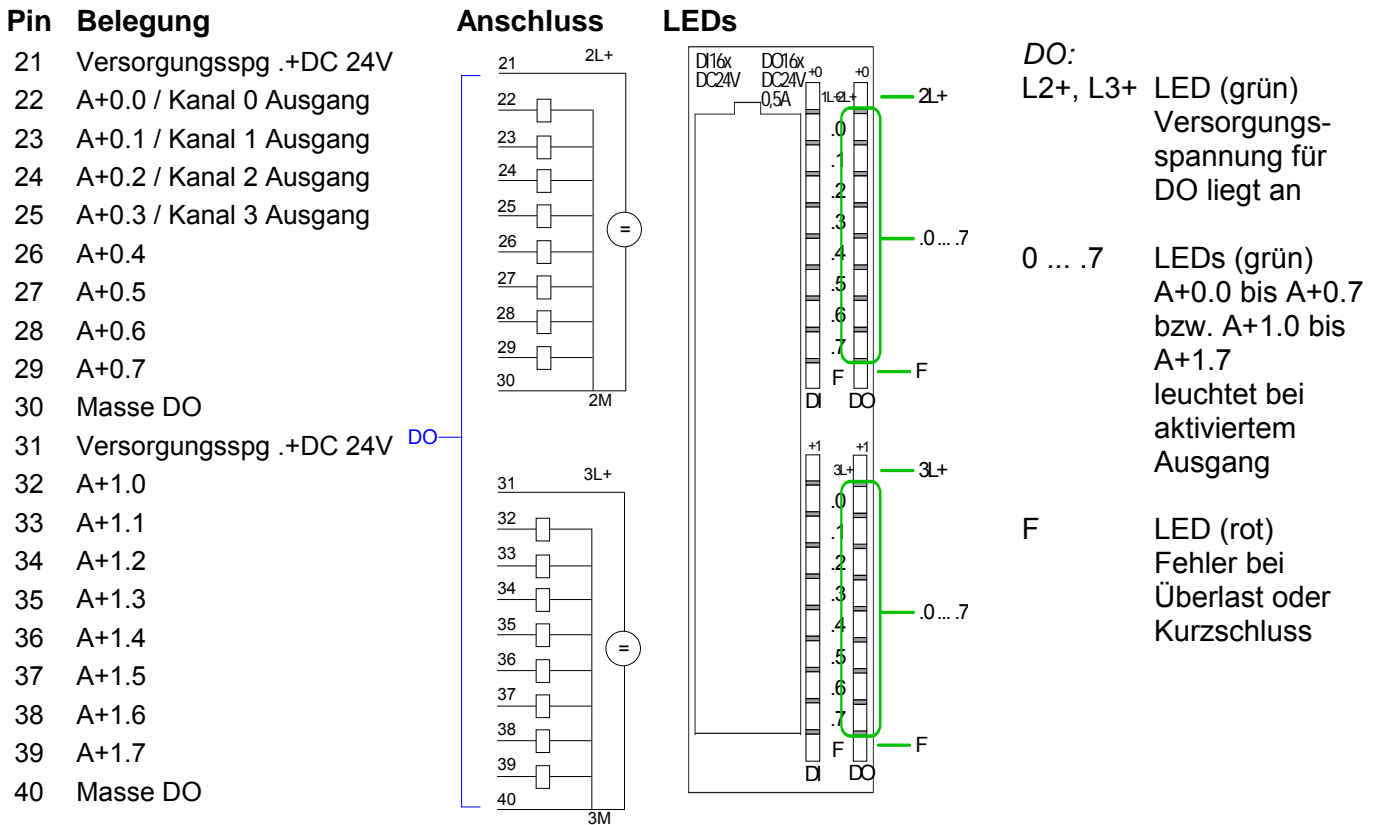 Pin Belegung Anschluss LEDs
21 Versorgungsspg .+DC 24V
22 A+0.0 / Kanal 0 Ausgang
23 A+0.1 / Kanal 1 Ausgang
24 A+0.2 / Kanal 2 Ausgang
25 A+0.3 / Kanal 3 Ausgang
26 A+0.4
27 A+0.5
28 A+0.6
29 A+0.7
30 Masse DO
31 Versorgungsspg .+DC 24V
32 A+1.0
33 A+1.1
34 A+1.2
35 A+1.3
36 A+1.4
37 A+1.5
38 A+1.6
39 A+1.7
40 Masse DO
DO
21 2L+
22
23
24
25
=
26
27
28
29
30
2M
31 3L+
32
33
34
35
=
36
37
38
39
40
3M
DI16x DO16x
DC24V DC24V
0,5A
+0 +0
1L+ 2L+
.0
.1
.2
.3
.4
.5
.6
.7
F
DI DO
2L+
.0 ... .7
F
+1 +1
3L+
.0
.1
.2
.3
.4
.5
.6
.7
F
DI DO
3L+
.0 ... .7
F
DO:
L2+, L3+ LED (grün)
Versorgungs-
spannung für
DO liegt an
0 ... .7 LEDs (grün)
A+0.0 bis A+0.7
bzw. A+1.0 bis
A+1.7
leuchtet bei
aktiviertem
Ausgang
F LED (rot)
Fehler bei
Überlast oder
Kurzschluss